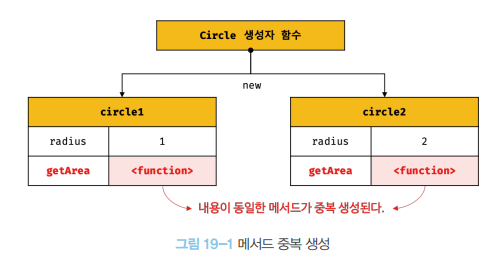 Circle 생성자 함수
new
circle1
radius 1
getArea <function>
circle2
radius 2
getArea <function>
내용이 동일한 메서드가 중복 생성된다.
그림 19-1 메서드 중복 생성